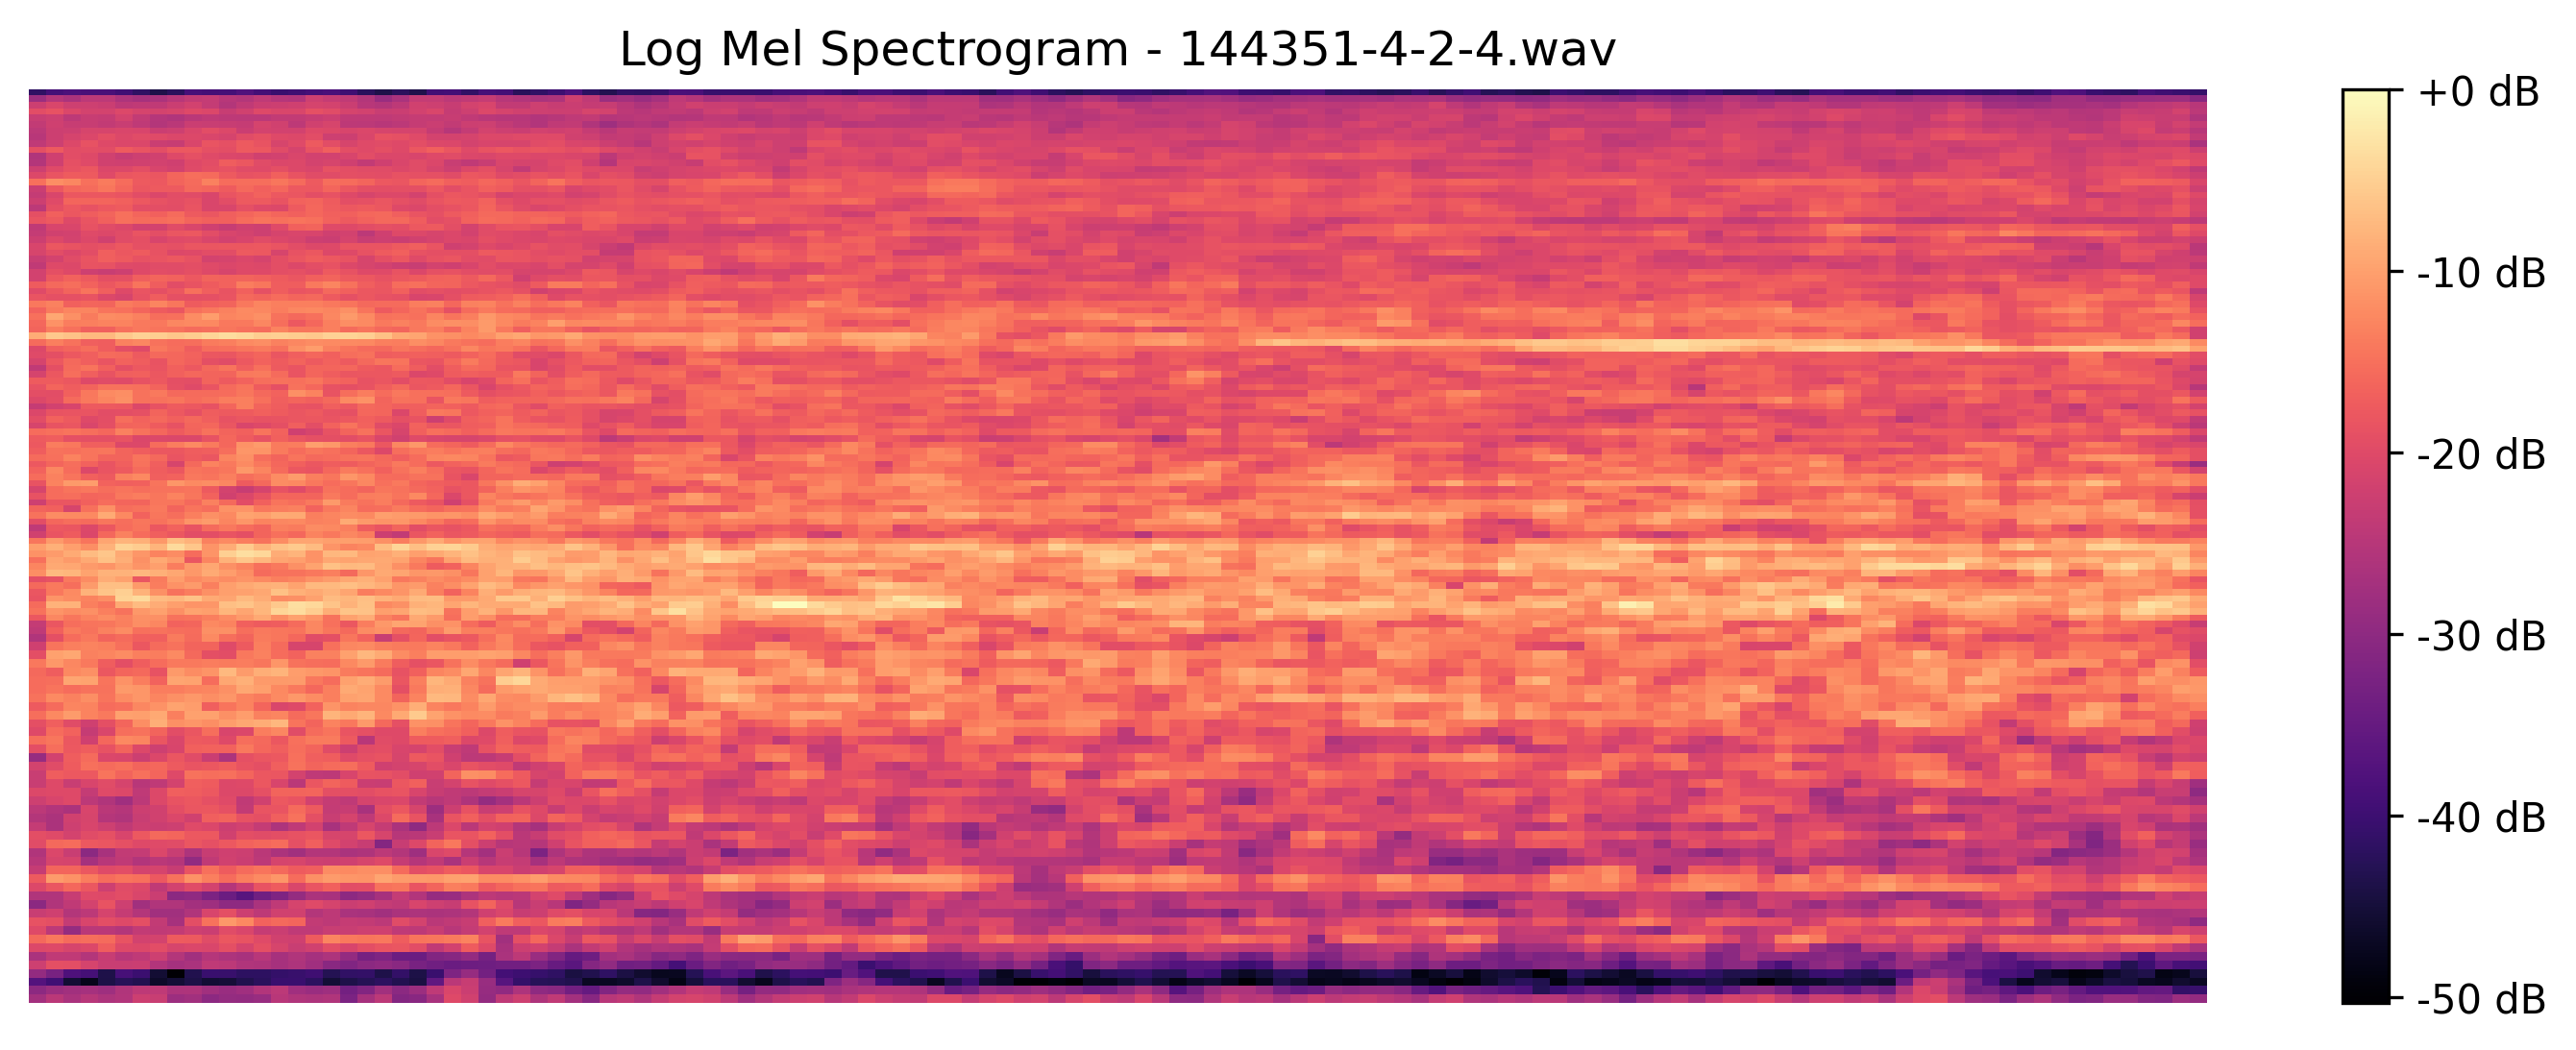 Log Mel Spectrogram - 144351-4-2-4.wav
+0 dB
-10 dB
-20 dB
-30 dB
-40 dB
-50 dB